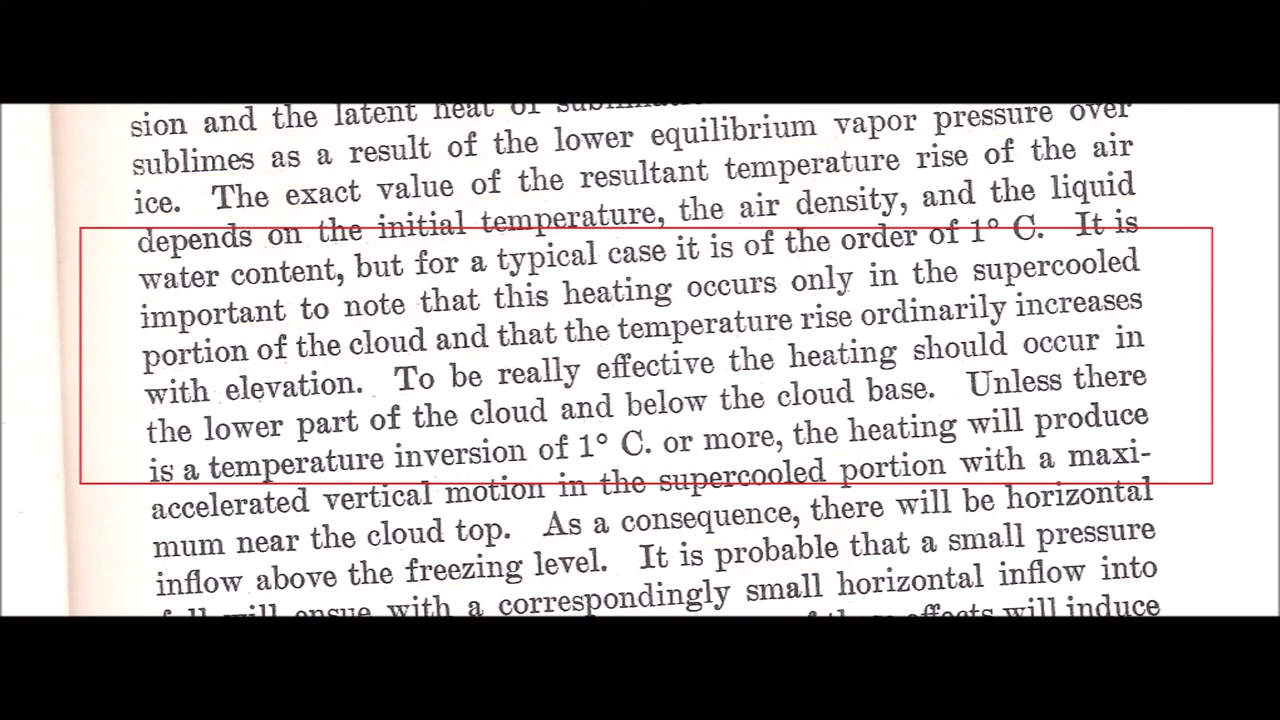 sion and the latent heat of
sublimes as a result of the lower equilibrium vapor pressure over
ice. The exact value of the resultant temperature rise of the air
depends on the initial temperature, the air density, and the liquid
water content, but for a typical case it is of the order of 1° C. It is
important to note that this heating occurs only in the supercooled
portion of the cloud and that the temperature rise ordinarily increases
with elevation. To be really effective the heating should occur in
the lower part of the cloud and below the cloud base. Unless there
is a temperature inversion of 1° C. or more, the heating will produce
accelerated vertical motion in the supercooled portion with a maxi-
mum near the cloud top. As a consequence, there will be horizontal
inflow above the freezing level. It is probable that a small pressure
fall will ensue with a correspondingly small horizontal inflow into
effects will induce